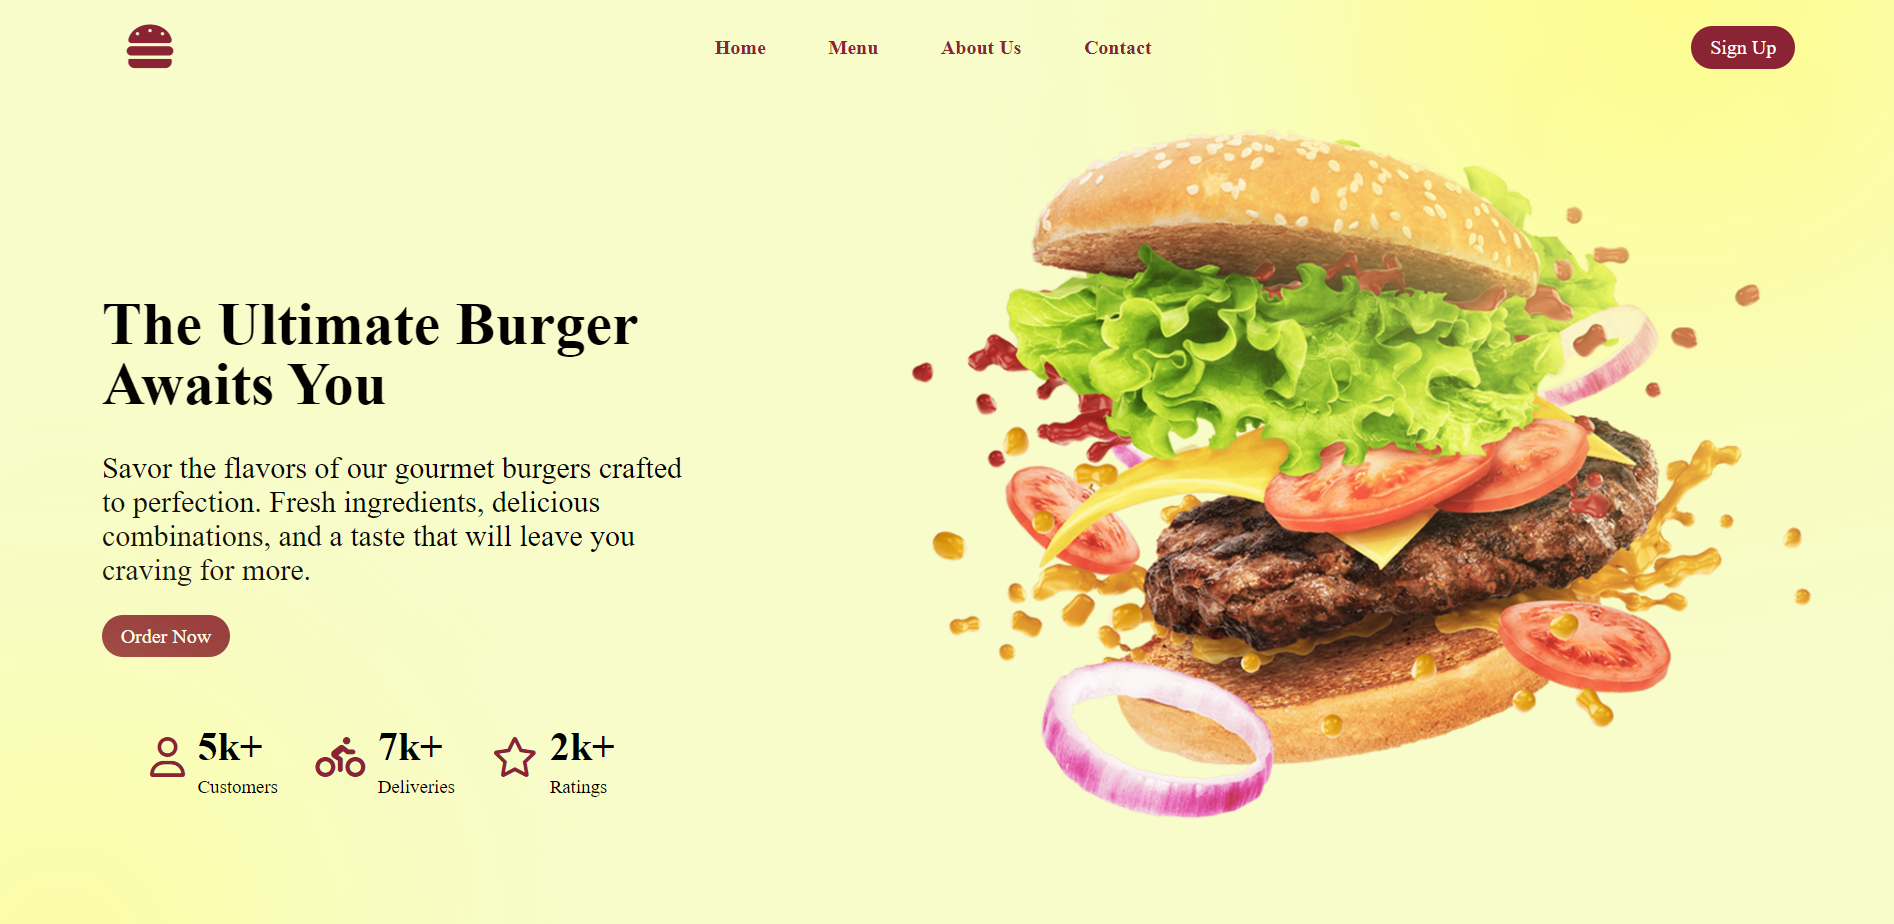 Home
Menu
About Us
Contact
Sign Up
The Ultimate Burger
Awaits You
Savor the flavors of our gourmet burgers crafted
to perfection. Fresh ingredients, delicious
combinations, and a taste that will leave you
craving for more.
Order Now
5k+
Customers
7k+
Deliveries
2k+
Ratings